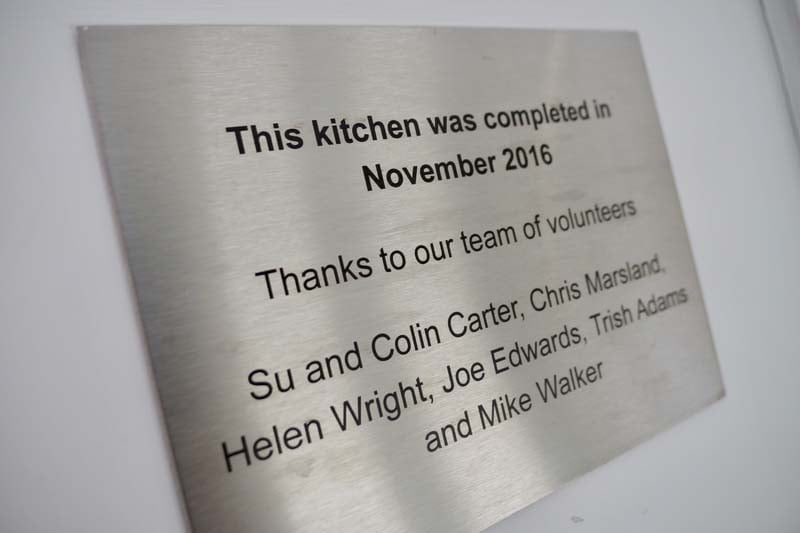 This kitchen was completed in
November 2016
Thanks to our team of volunteers
Su and Colin Carter, Chris Marsland,
Helen Wright, Joe Edwards, Trish Adams
and Mike Walker